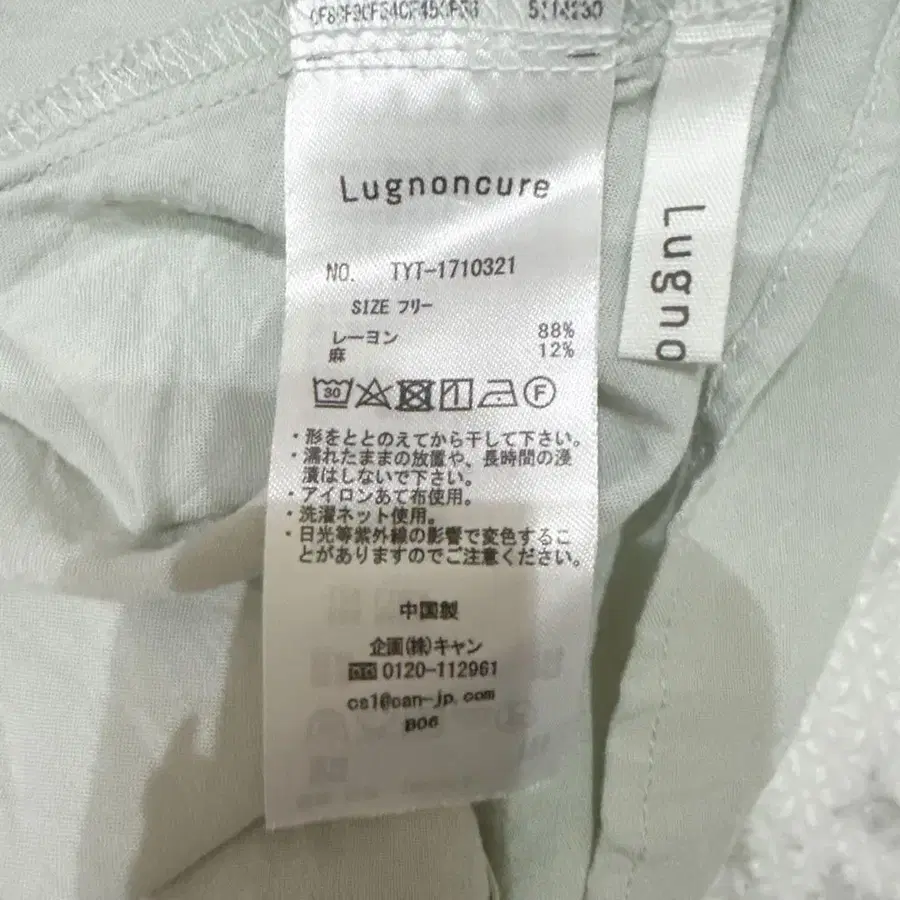 Lugnoncure
NO. TYT-1710321
SIZE フリー
レーヨン 88%
麻 12%
30
F
・形をととのえてから干して下さい。
・濡れたままの放置や、長時間の浸
漬はしないで下さい。
・アイロンあて布使用。
・洗濯ネット使用。
・日光等紫外線の影響で変色するこ
とがありますのでご注意ください。
中国製
企画(株)キャン
0120-112961
cs1@can-jp.com
B06
Lugno